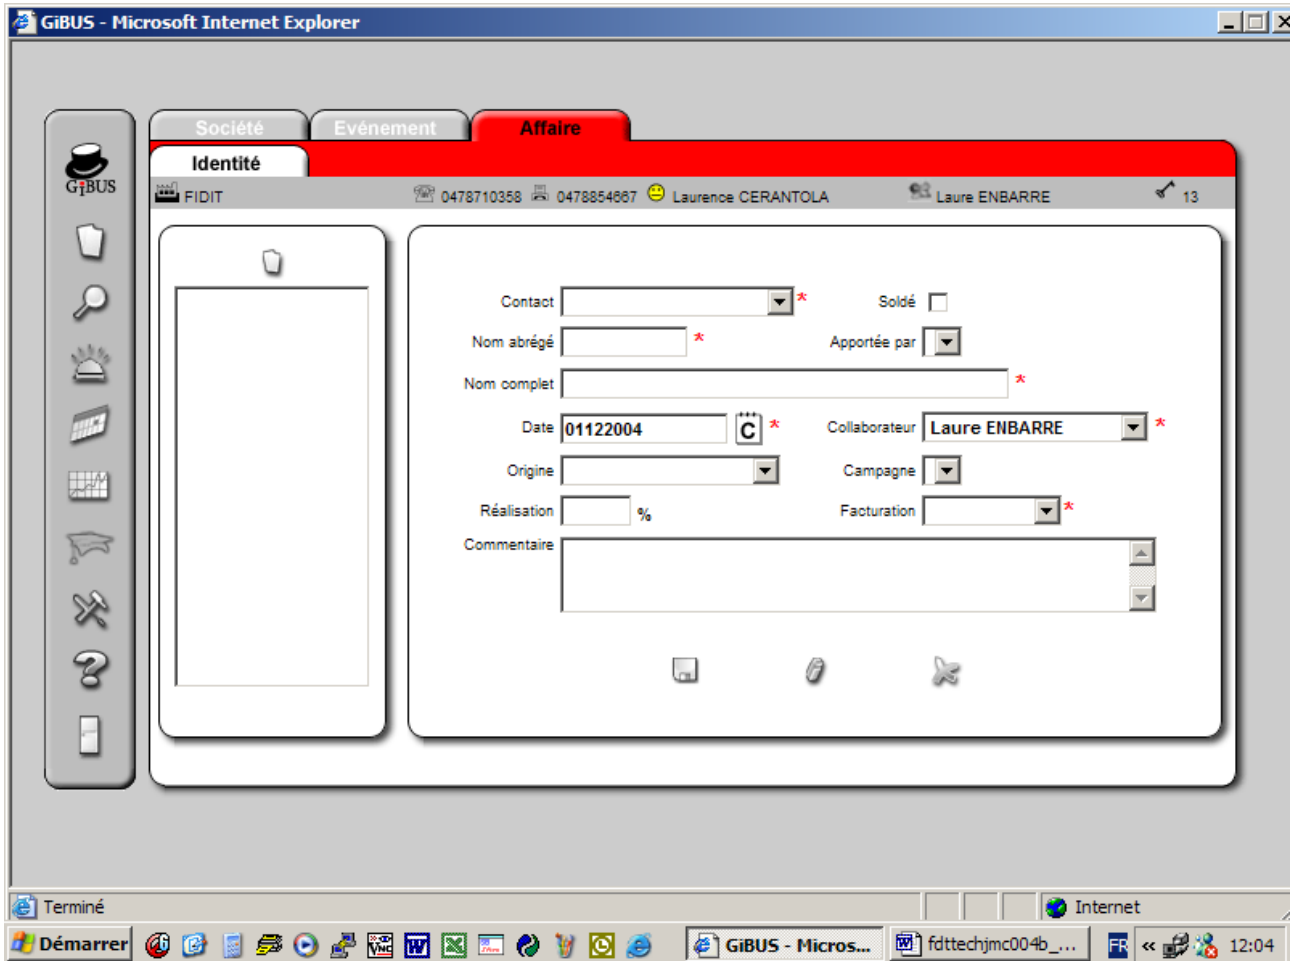 GiBUS - Microsoft Internet Explorer
Société Evénement Affaire
Identité
GiBUS
FIDIT 0478710358 0478854667 Laurence CERANTOLA Laure ENBARRE 13
Contact * Soldé
Nom abrégé * Apportée par
Nom complet *
Date 01122004 C * Collaborateur Laure ENBARRE *
Origine Campagne
Réalisation % Facturation *
Commentaire
Terminé Internet
Démarrer GiBUS - Micros... fdttechjmc004b_... FR « 12:04